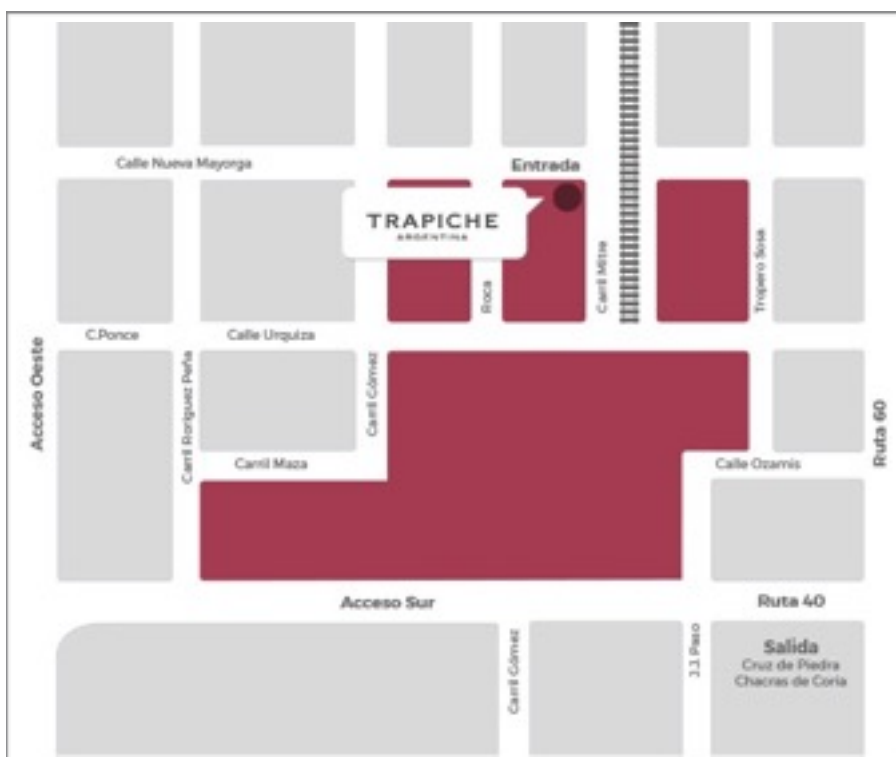 Calle Nueva Mayorga
Entrada
TRAPICHE
ARGENTINA
Roca
Carril Mitre
Tropero Sosa
C.Ponce
Calle Urquiza
Acceso Oeste
Carril Roriguez Peña
Carril Gómez
Ruta 60
Carril Maza
Calle Ozamis
Acceso Sur
Ruta 40
Carril Gómez
J.J. Paso
Salida
Cruz de Piedra
Chacras de Coria